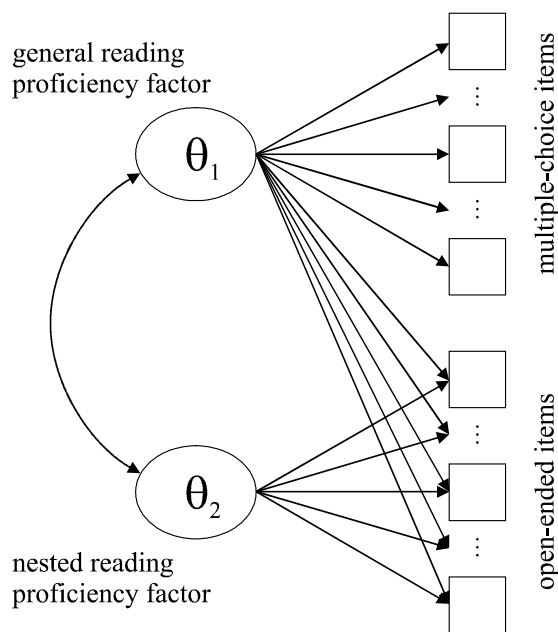 general reading
proficiency factor
θ1
multiple-choice items
⋮
⋮
θ2
nested reading
proficiency factor
open-ended items
⋮
⋮